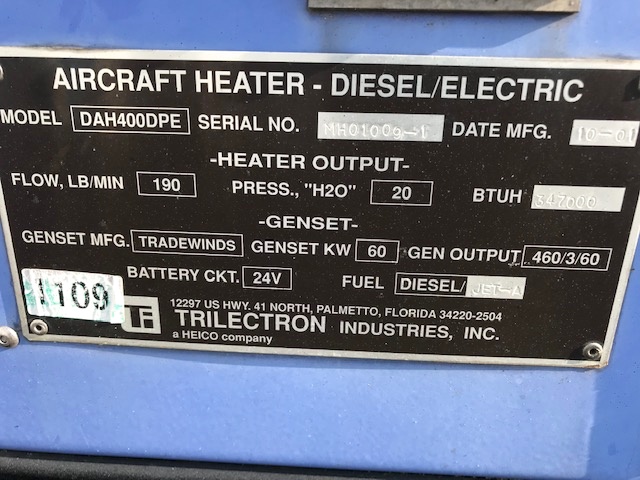 AIRCRAFT HEATER - DIESEL/ELECTRIC
MODEL DAH400DPE SERIAL NO. MH01009-1 DATE MFG. 10-01
-HEATER OUTPUT-
FLOW, LB/MIN 190 PRESS., "H2O" 20 BTUH 347000
-GENSET-
GENSET MFG. TRADEWINDS GENSET KW 60 GEN OUTPUT 460/3/60
BATTERY CKT. 24V FUEL DIESEL/JET-A
1109
12297 US HWY. 41 NORTH, PALMETTO, FLORIDA 34220-2504
TRILECTRON INDUSTRIES, INC.
a HEICO company